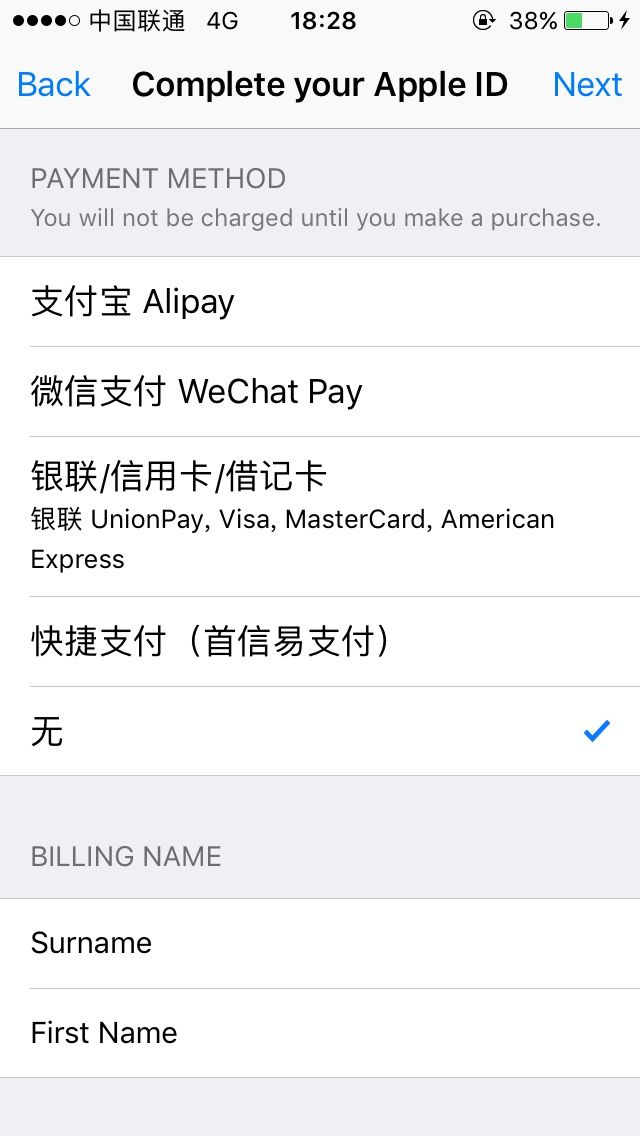 中国联通 4G 18:28 38%
Back Complete your Apple ID Next
PAYMENT METHOD
You will not be charged until you make a purchase.
支付宝 Alipay
微信支付 WeChat Pay
银联/信用卡/借记卡
银联 UnionPay, Visa, MasterCard, American
Express
快捷支付（首信易支付）
无
BILLING NAME
Surname
First Name